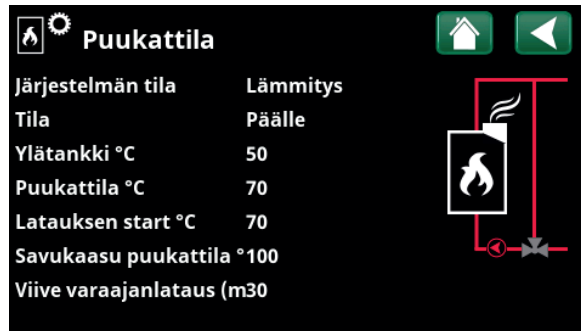 Puukattila
Järjestelmän tila Lämmitys
Tila Päälle
Ylätankki °C 50
Puukattila °C 70
Latauksen start °C 70
Savukaasu puukattila °100
Viive varaajanlataus (m30